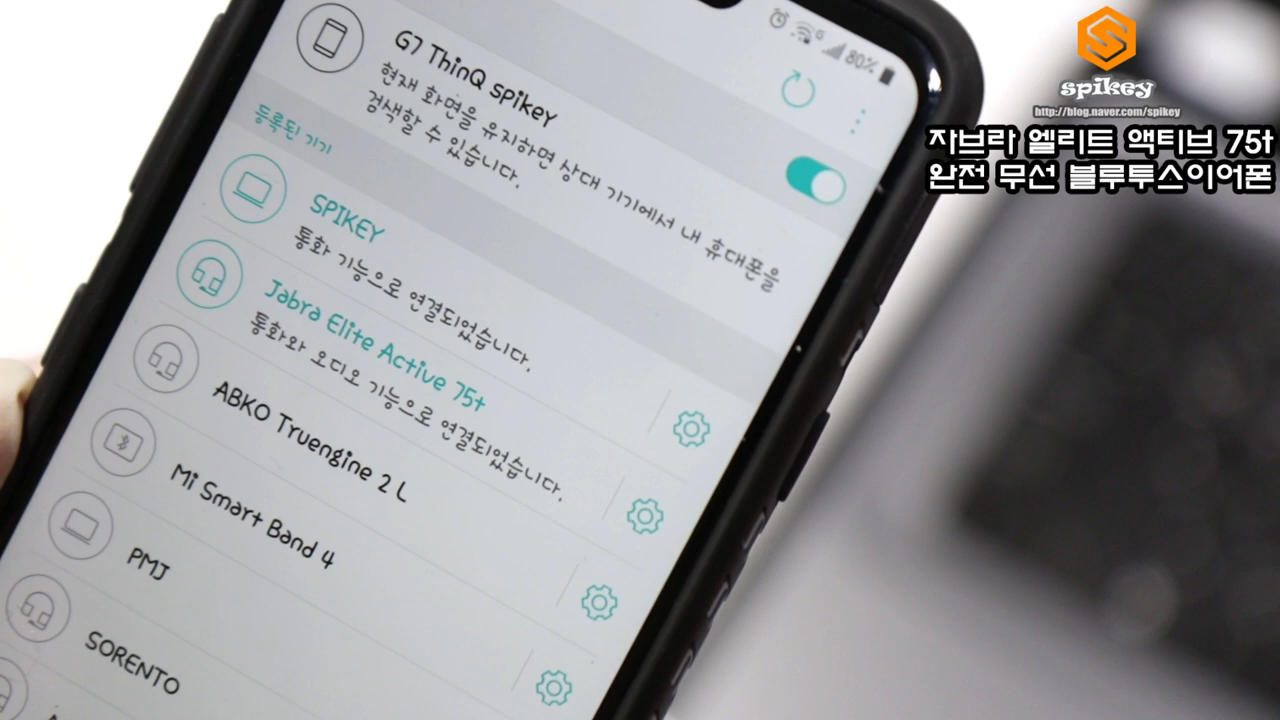 80%
G7 ThinQ spikey
현재 화면을 유지하면 상대 기기에서 내 휴대폰을
검색할 수 있습니다.
등록된 기기
SPIKEY
통화 기능으로 연결되었습니다.
Jabra Elite Active 75t
통화와 오디오 기능으로 연결되었습니다.
ABKO Truengine 2 L
Mi Smart Band 4
PMJ
SORENTO
spikey
http://blog.naver.com/spikey
자브라 엘리트 액티브 75t
완전 무선 블루투스이어폰